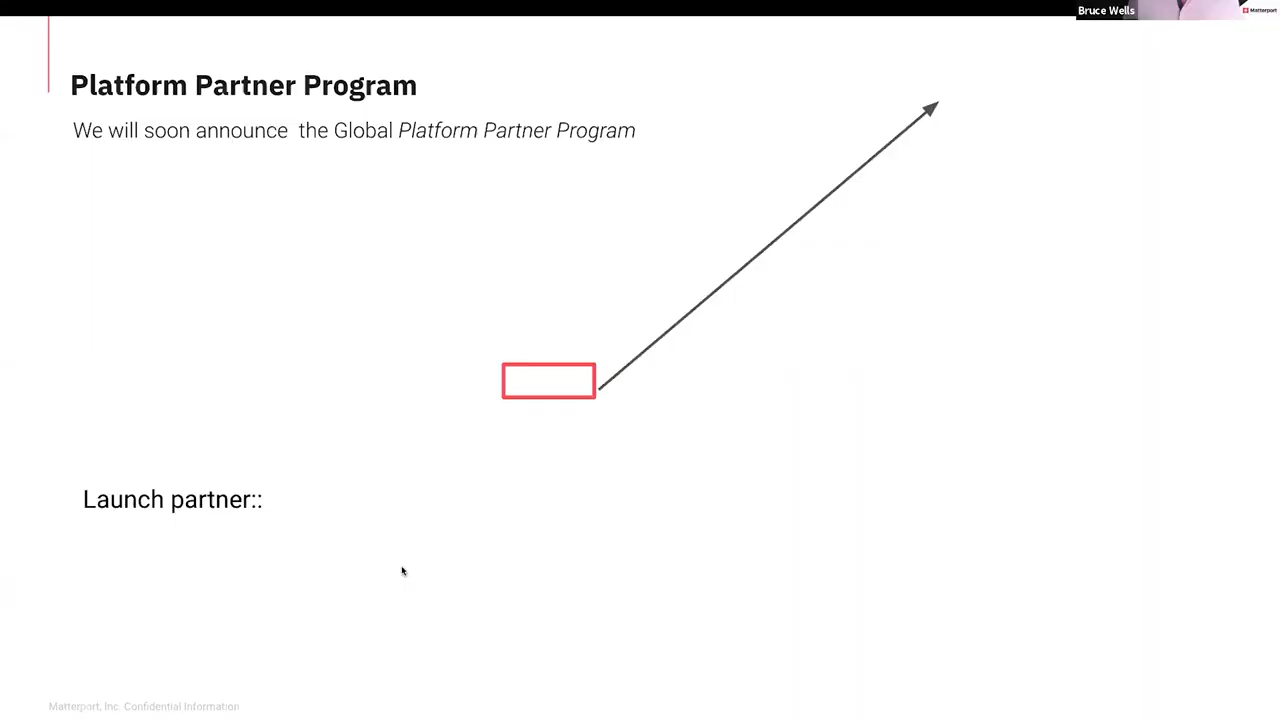 Bruce Wells
Matterport
Platform Partner Program
We will soon announce the Global Platform Partner Program
Launch partner::
Matterport, Inc. Confidential Information